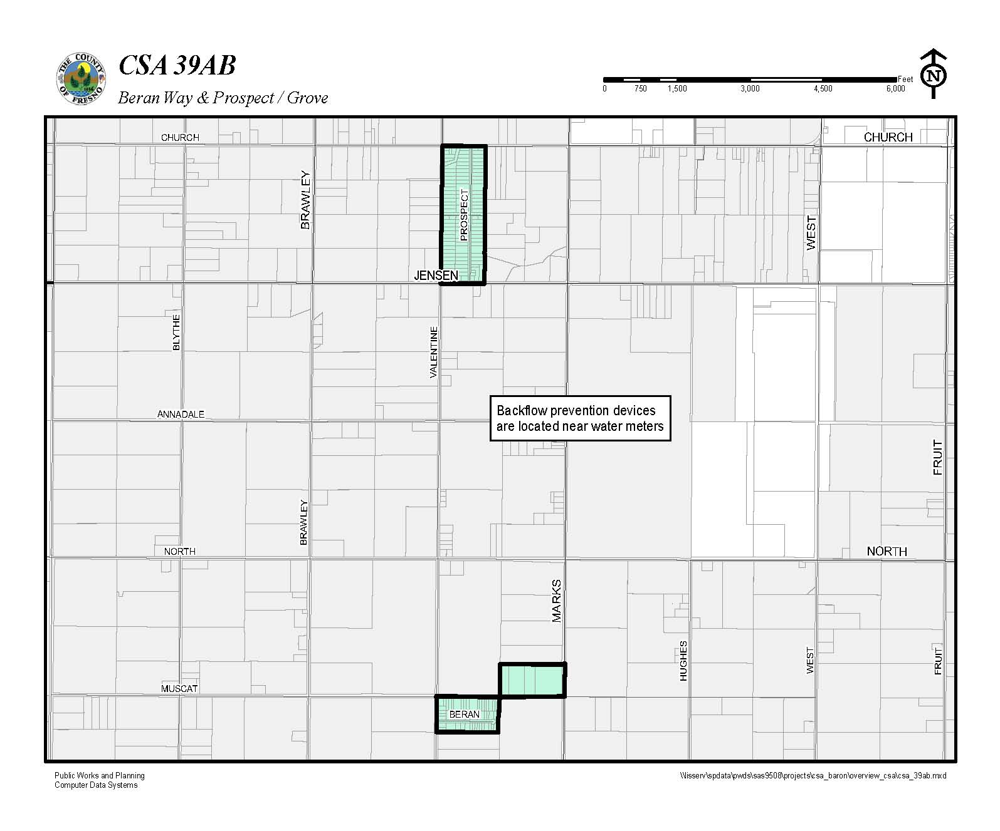 THE COUNTY OF FRESNO
1856
CSA 39AB
Beran Way & Prospect / Grove
Feet
0 750 1,500 3,000 4,500 6,000
N
CHURCH
CHURCH
BRAWLEY
PROSPECT
WEST
JENSEN
BLYTHE
VALENTINE
ANNADALE
Backflow prevention devices
are located near water meters
FRUIT
BRAWLEY
NORTH
NORTH
MARKS
HUGHES
WEST
FRUIT
MUSCAT
BERAN
Public Works and Planning
Computer Data Systems
\\lisserv\spdata\pwds\sas9508\projects\csa_baron\overview_csa\csa_39ab.mxd